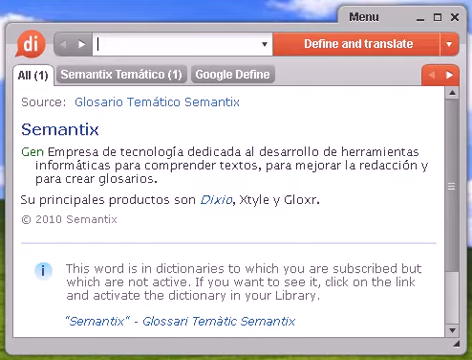 Menu
di
Define and translate
All (1)
Semantix Temático (1)
Google Define
Source: Glosario Temático Semantix
Semantix
Gen Empresa de tecnología dedicada al desarrollo de herramientas
informáticas para comprender textos, para mejorar la redacción y
para crear glosarios.
Su principales productos son Dixio, Xtyle y Gloxr.
© 2010 Semantix
i
This word is in dictionaries to which you are subscribed but
which are not active. If you want to see it, click on the link
and activate the dictionary in your Library.
"Semantix" - Glossari Temàtic Semantix